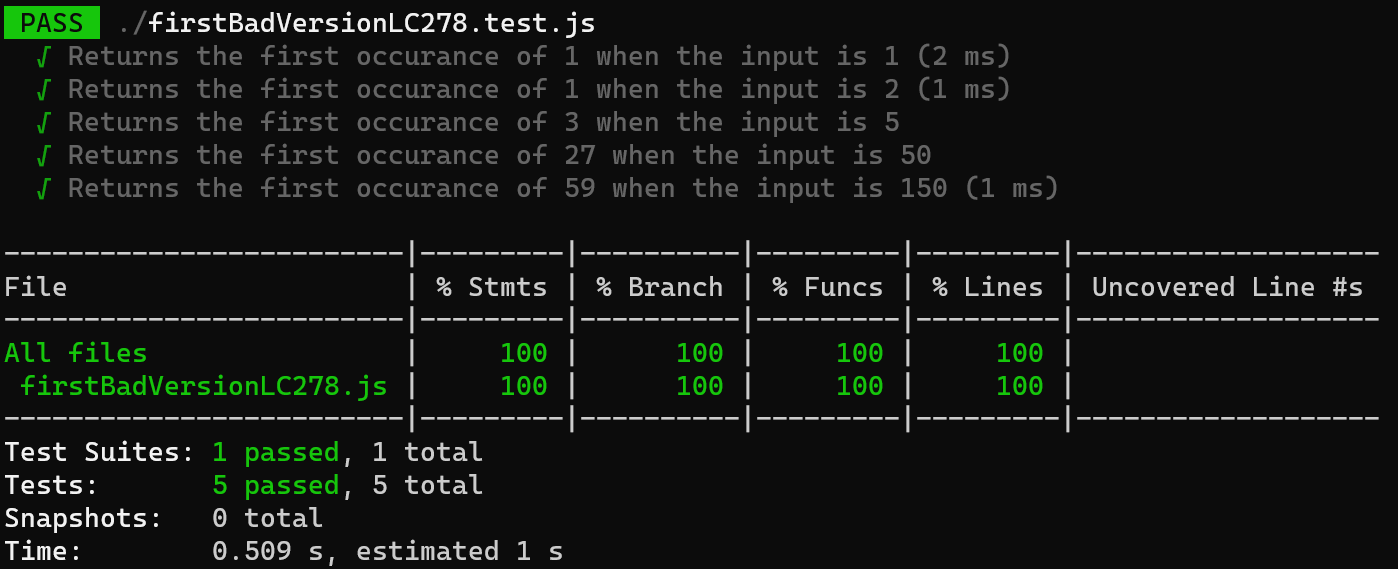 PASS ./firstBadVersionLC278.test.js
√ Returns the first occurance of 1 when the input is 1 (2 ms)
√ Returns the first occurance of 1 when the input is 2 (1 ms)
√ Returns the first occurance of 3 when the input is 5
√ Returns the first occurance of 27 when the input is 50
√ Returns the first occurance of 59 when the input is 150 (1 ms)
-------------------------|---------|----------|---------|---------|-------------------
File                     | % Stmts | % Branch | % Funcs | % Lines | Uncovered Line #s
-------------------------|---------|----------|---------|---------|-------------------
All files                |     100 |      100 |     100 |     100 |
 firstBadVersionLC278.js |     100 |      100 |     100 |     100 |
-------------------------|---------|----------|---------|---------|-------------------
Test Suites: 1 passed, 1 total
Tests:       5 passed, 5 total
Snapshots:   0 total
Time:        0.509 s, estimated 1 s